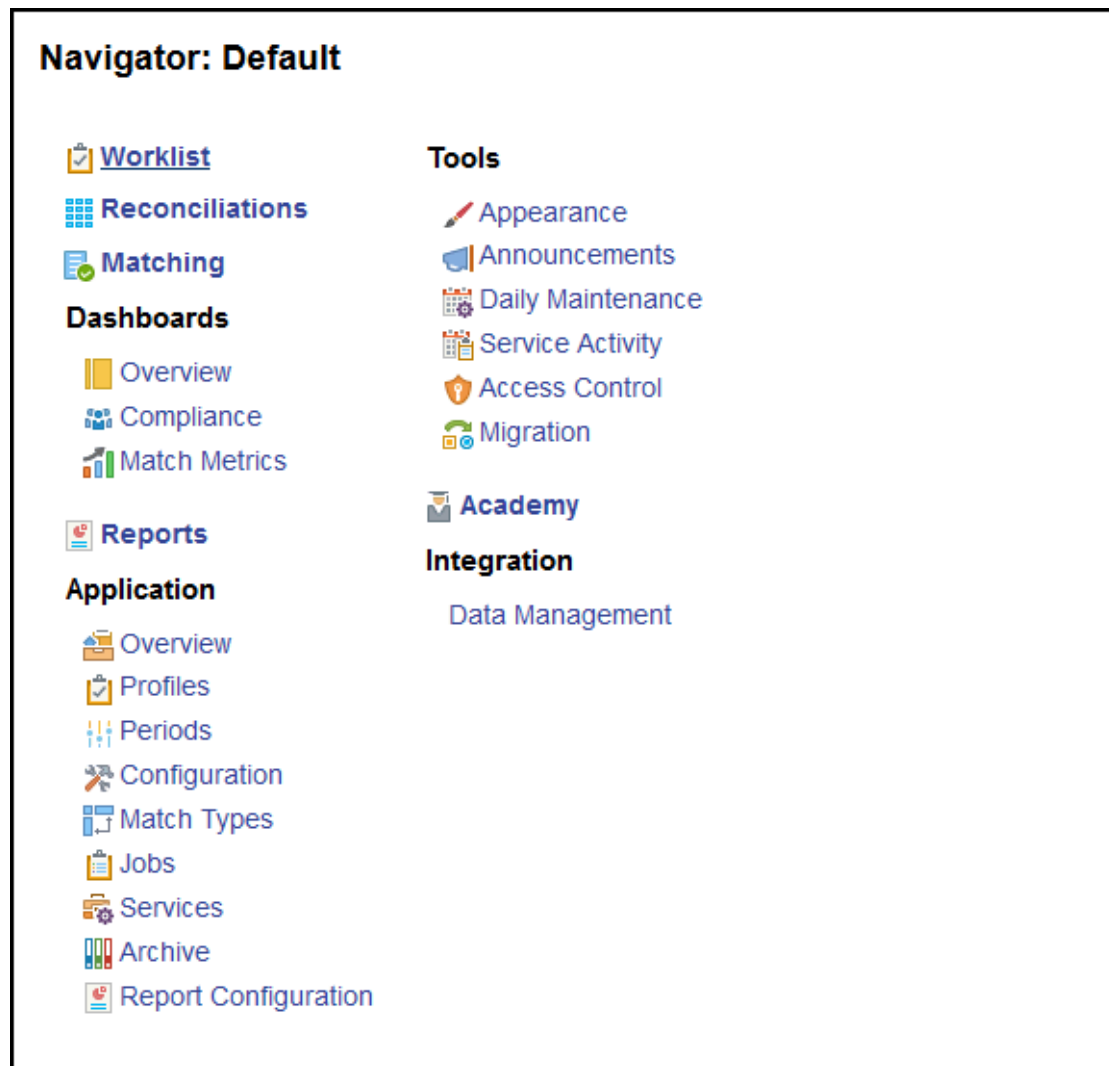 Navigator: Default
Worklist
Reconciliations
Matching
Dashboards
Overview
Compliance
Match Metrics
Reports
Application
Overview
Profiles
Periods
Configuration
Match Types
Jobs
Services
Archive
Report Configuration
Tools
Appearance
Announcements
Daily Maintenance
Service Activity
Access Control
Migration
Academy
Integration
Data Management